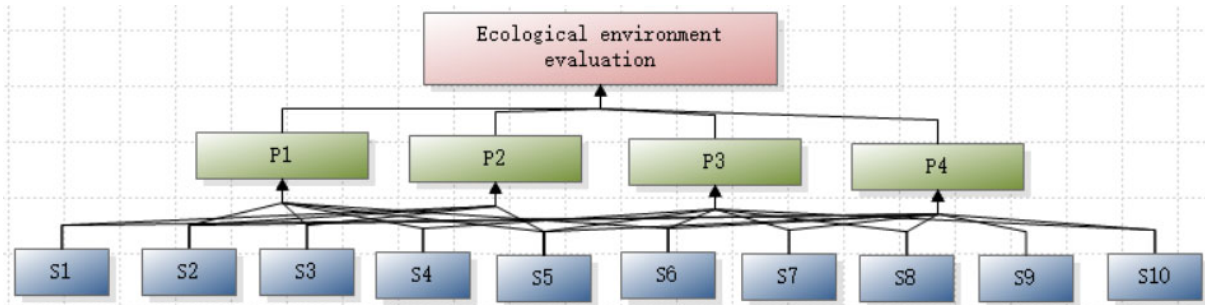 Ecological environment
evaluation
P1
P2
P3
P4
S1
S2
S3
S4
S5
S6
S7
S8
S9
S10